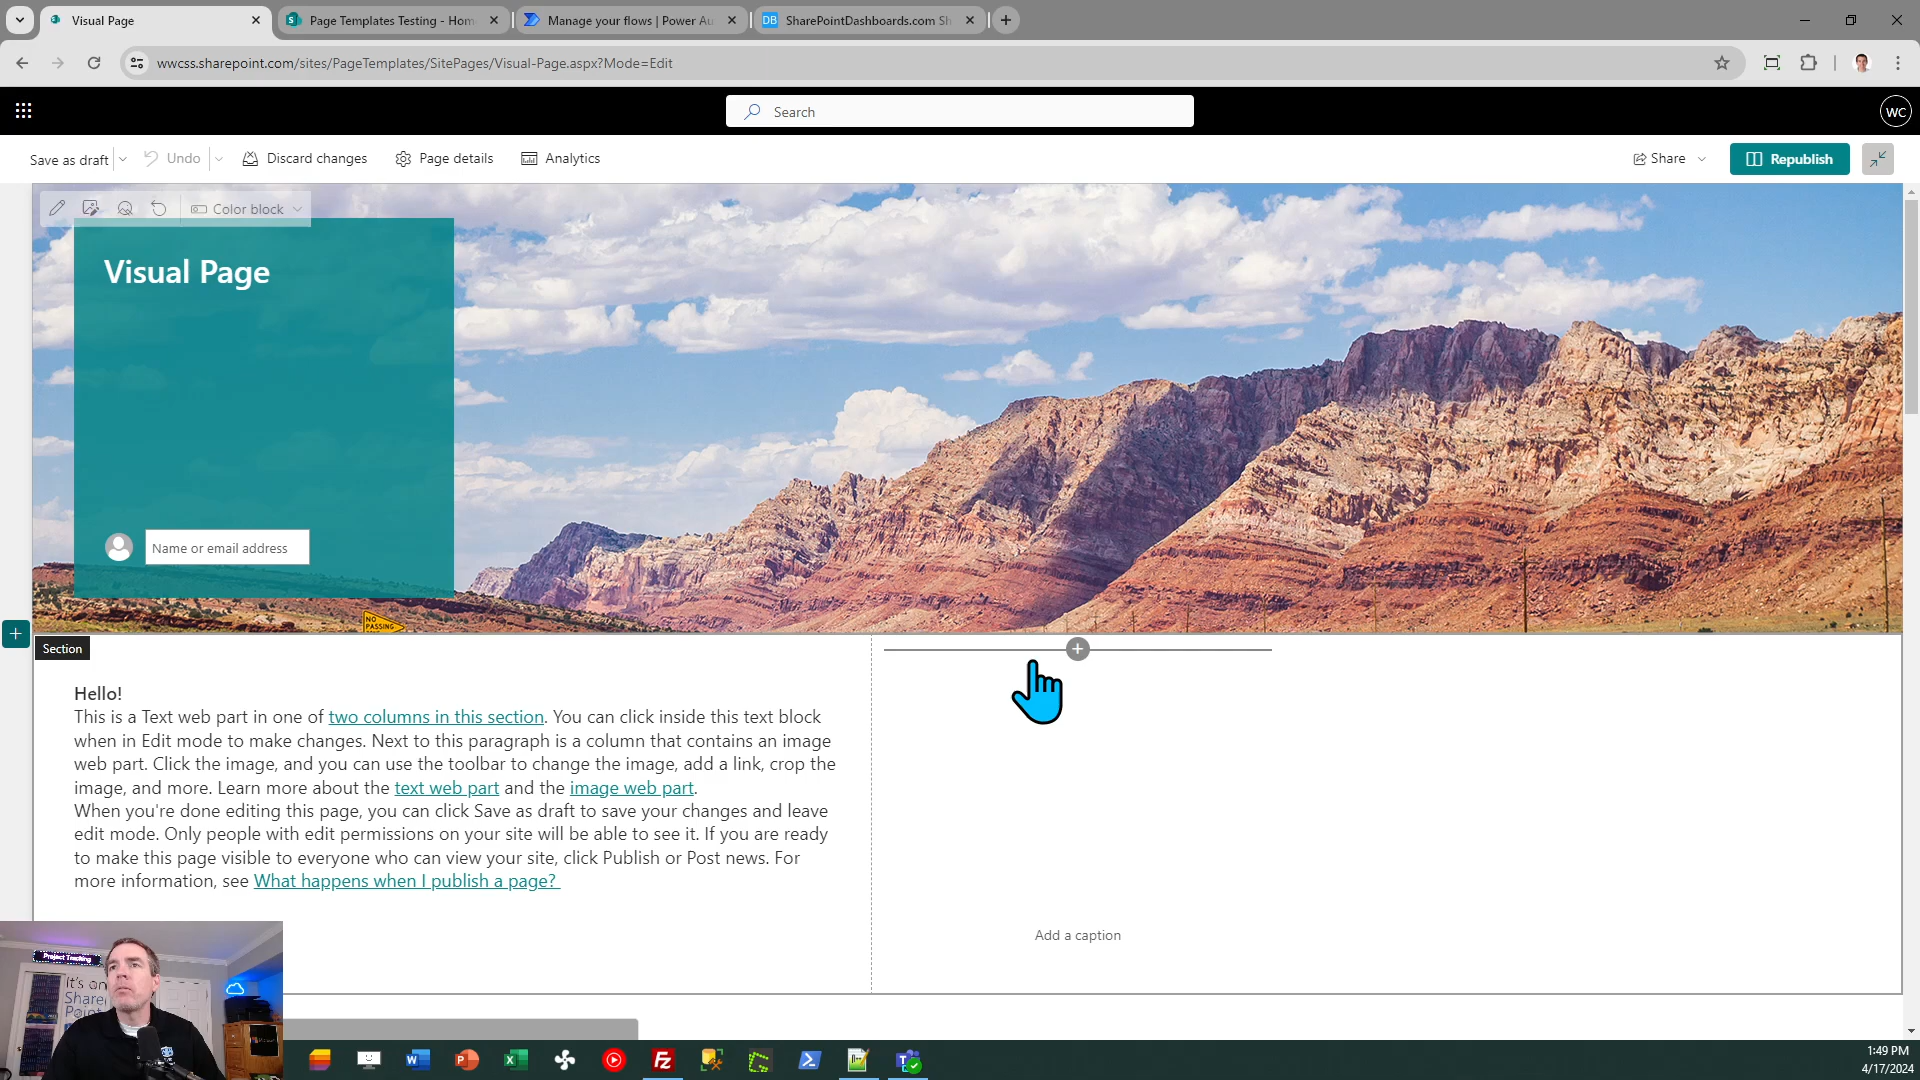 Visual Page
Page Templates Testing - Hom
Manage your flows | Power Au
DB
SharePointDashboards.com Sh
wwcss.sharepoint.com/sites/PageTemplates/SitePages/Visual-Page.aspx?Mode=Edit
Search
WC
Save as draft
Undo
Discard changes
Page details
Analytics
Share
Republish
Color block
Visual Page
Name or email address
NO
PASSING
Section
Hello!
This is a Text web part in one of two columns in this section. You can click inside this text block
when in Edit mode to make changes. Next to this paragraph is a column that contains an image
web part. Click the image, and you can use the toolbar to change the image, add a link, crop the
image, and more. Learn more about the text web part and the image web part.
When you're done editing this page, you can click Save as draft to save your changes and leave
edit mode. Only people with edit permissions on your site will be able to see it. If you are ready
to make this page visible to everyone who can view your site, click Publish or Post news. For
more information, see What happens when I publish a page?
Add a caption
Project Tracking
It's on
Share
Point
Fz
1:49 PM
4/17/2024